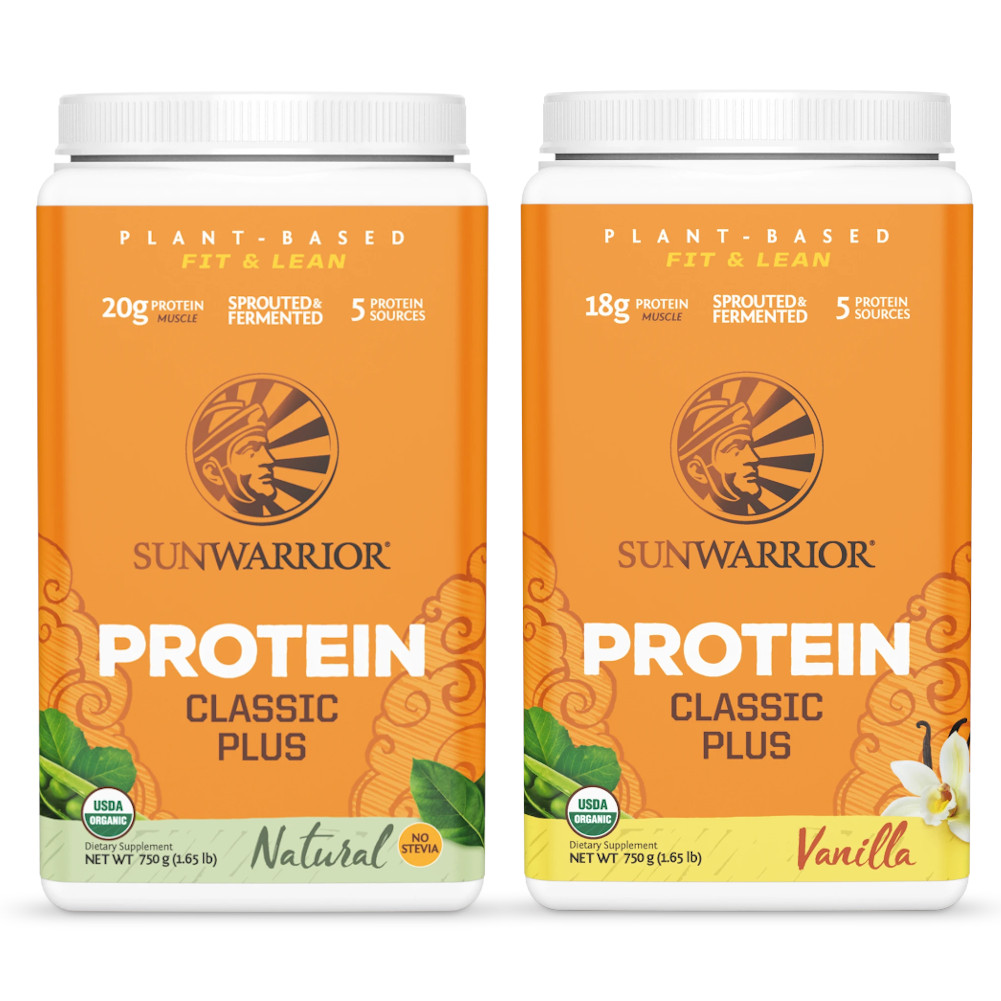 PLANT-BASED
FIT & LEAN
20g PROTEIN MUSCLE
SPROUTED& FERMENTED
5 PROTEIN SOURCES
SUNWARRIOR®
PROTEIN
CLASSIC
PLUS
USDA
ORGANIC
Dietary Supplement
NET WT 750 g (1.65 lb)
Natural
NO
STEVIA
PLANT-BASED
FIT & LEAN
18g PROTEIN MUSCLE
SPROUTED& FERMENTED
5 PROTEIN SOURCES
SUNWARRIOR®
PROTEIN
CLASSIC
PLUS
USDA
ORGANIC
Dietary Supplement
NET WT 750 g (1.65 lb)
Vanilla